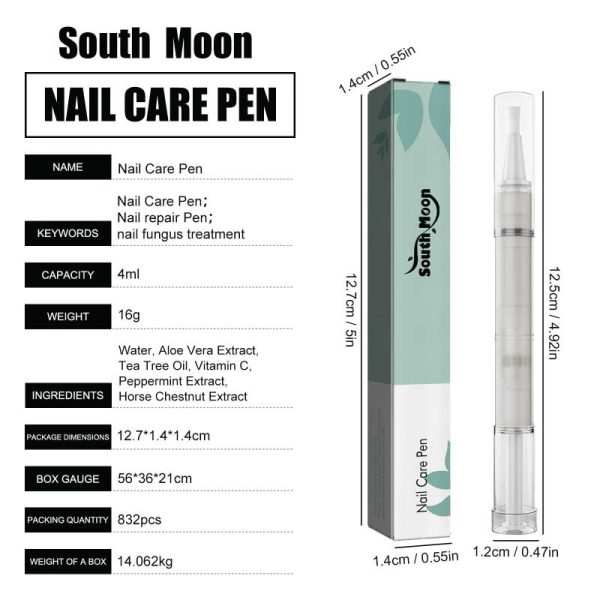 South Moon
NAIL CARE PEN
NAME
Nail Care Pen
KEYWORDS
Nail Care Pen;
Nail repair Pen;
nail fungus treatment
CAPACITY
4ml
WEIGHT
16g
INGREDIENTS
Water, Aloe Vera Extract,
Tea Tree Oil, Vitamin C,
Peppermint Extract,
Horse Chestnut Extract
PACKAGE DIMENSIONS
12.7*1.4*1.4cm
BOX GAUGE
56*36*21cm
PACKING QUANTITY
832pcs
WEIGHT OF A BOX
14.062kg
1.4cm / 0.55in
12.7cm / 5in
South Moon
Nail Care Pen
1.4cm / 0.55in
12.5cm / 4.92in
1.2cm / 0.47in